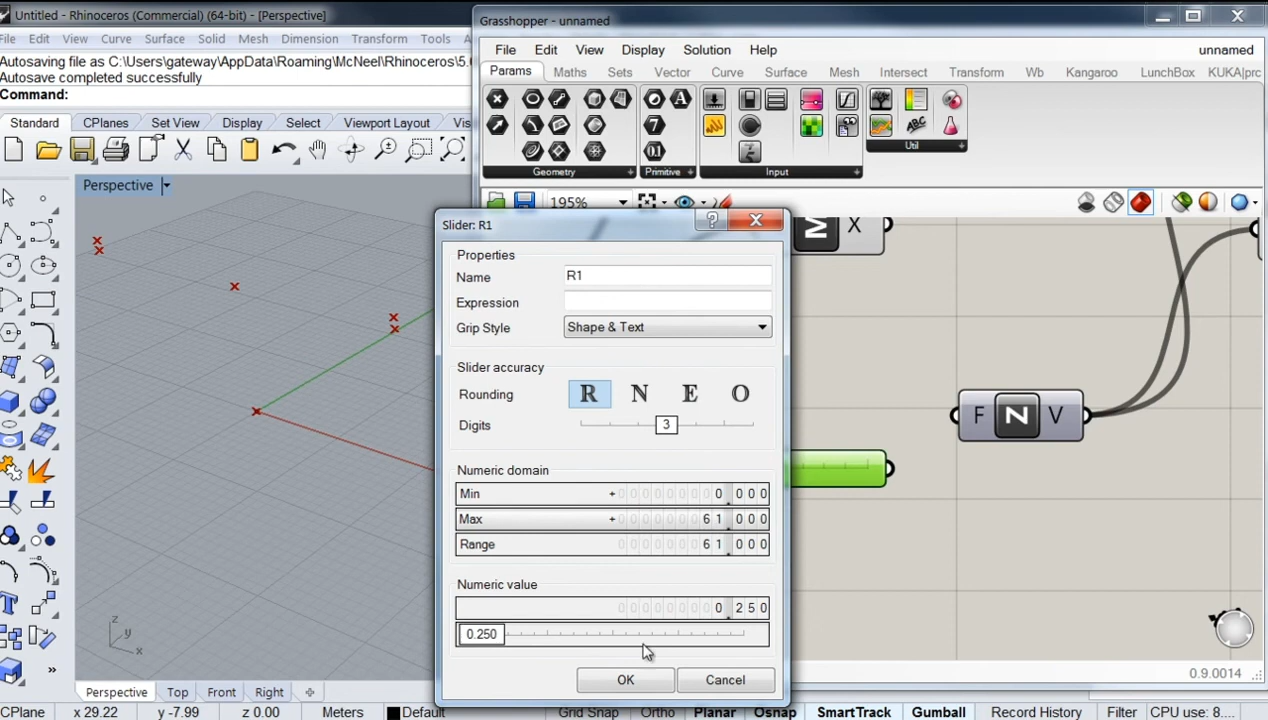 Untitled - Rhinoceros (Commercial) (64-bit) - [Perspective]
File Edit View Curve Surface Solid Mesh Dimension Transform Tools
Autosaving file as C:\Users\gateway\AppData\Roaming\McNeel\Rhinoceros\5.
Autosave completed successfully
Command:
Standard CPlanes Set View Display Select Viewport Layout
Perspective
Grasshopper - unnamed
File Edit View Display Solution Help unnamed
Params Maths Sets Vector Curve Surface Mesh Intersect Transform Wb Kangaroo LunchBox KUKA|prc
Geometry Primitive Input Util
195%
M X
F N V
Slider: R1
Properties
Name R1
Expression
Grip Style Shape & Text
Slider accuracy
Rounding R N E O
Digits 3
Numeric domain
Min + 00000000.000
Max + 00000061.000
Range 00000061.000
Numeric value
00000000.250
0.250
OK Cancel
z
y
x
0.9.0014
Perspective Top Front Right
CPlane x 29.22 y -7.99 z 0.00 Meters Default Grid Snap Ortho Planar Osnap SmartTrack Gumball Record History Filter CPU use: 8....